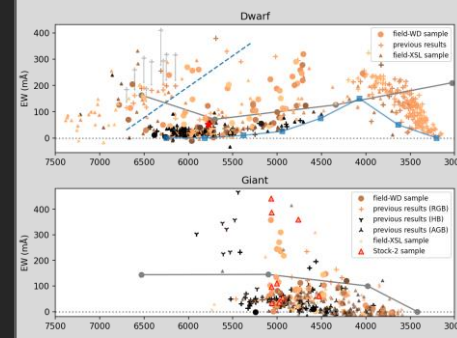 Dwarf
field-WD sample
previous results
field-XSL sample
EW (mÅ)
400
300
200
100
0
7500 7000 6500 6000 5500 5000 4500 4000 3500 3000
Giant
field-WD sample
previous results (RGB)
previous results (HB)
previous results (AGB)
field-XSL sample
Stock-2 sample
EW (mÅ)
400
300
200
100
0
7500 7000 6500 6000 5500 5000 4500 4000 3500 3000